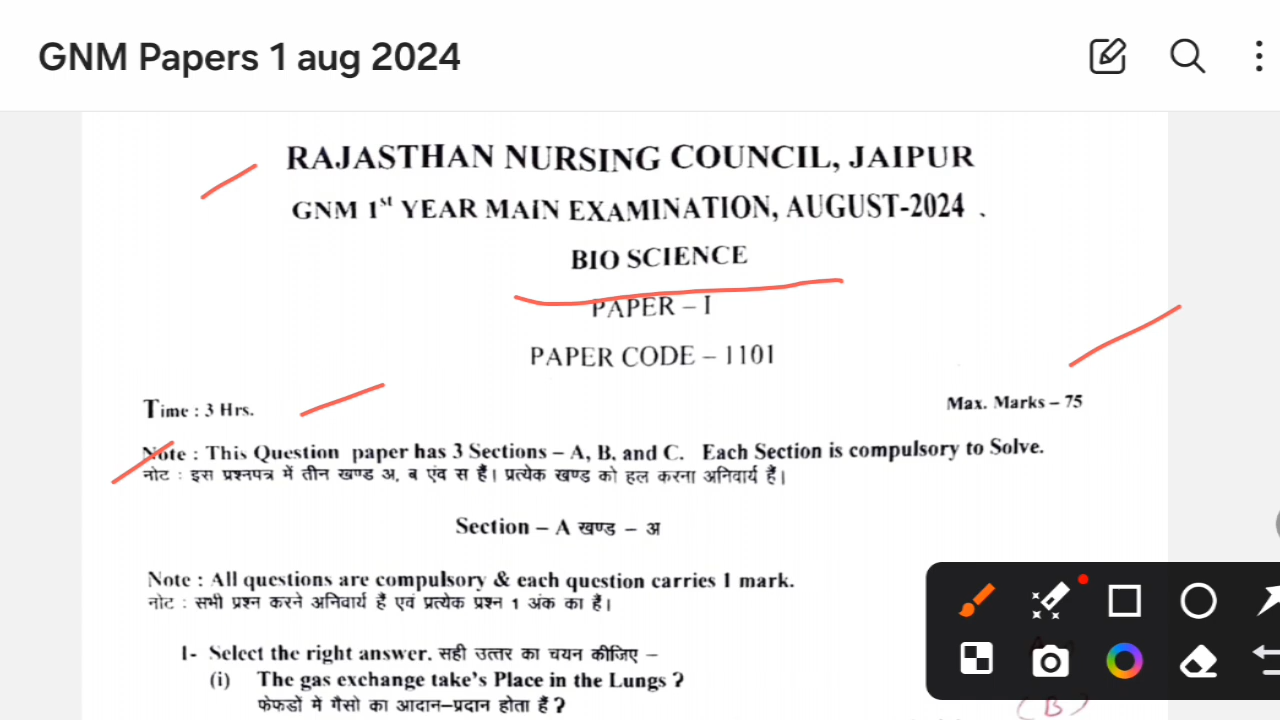 GNM Papers 1 aug 2024
RAJASTHAN NURSING COUNCIL, JAIPUR
GNM 1st YEAR MAIN EXAMINATION, AUGUST-2024 .
BIO SCIENCE
PAPER – I
PAPER CODE – 1101
Time : 3 Hrs.
Max. Marks – 75
Note : This Question paper has 3 Sections – A, B, and C. Each Section is compulsory to Solve.
नोट : इस प्रश्नपत्र में तीन खण्ड अ, ब एंव स हैं। प्रत्येक खण्ड को हल करना अनिवार्य हैं।
Section – A खण्ड – अ
Note : All questions are compulsory & each question carries 1 mark.
नोट : सभी प्रश्न करने अनिवार्य हैं एवं प्रत्येक प्रश्न 1 अंक का हैं।
1- Select the right answer. सही उत्तर का चयन कीजिए –
(i) The gas exchange take's Place in the Lungs ?
फेफडों मे गैसो का आदान–प्रदान होता हैं ?
(B)